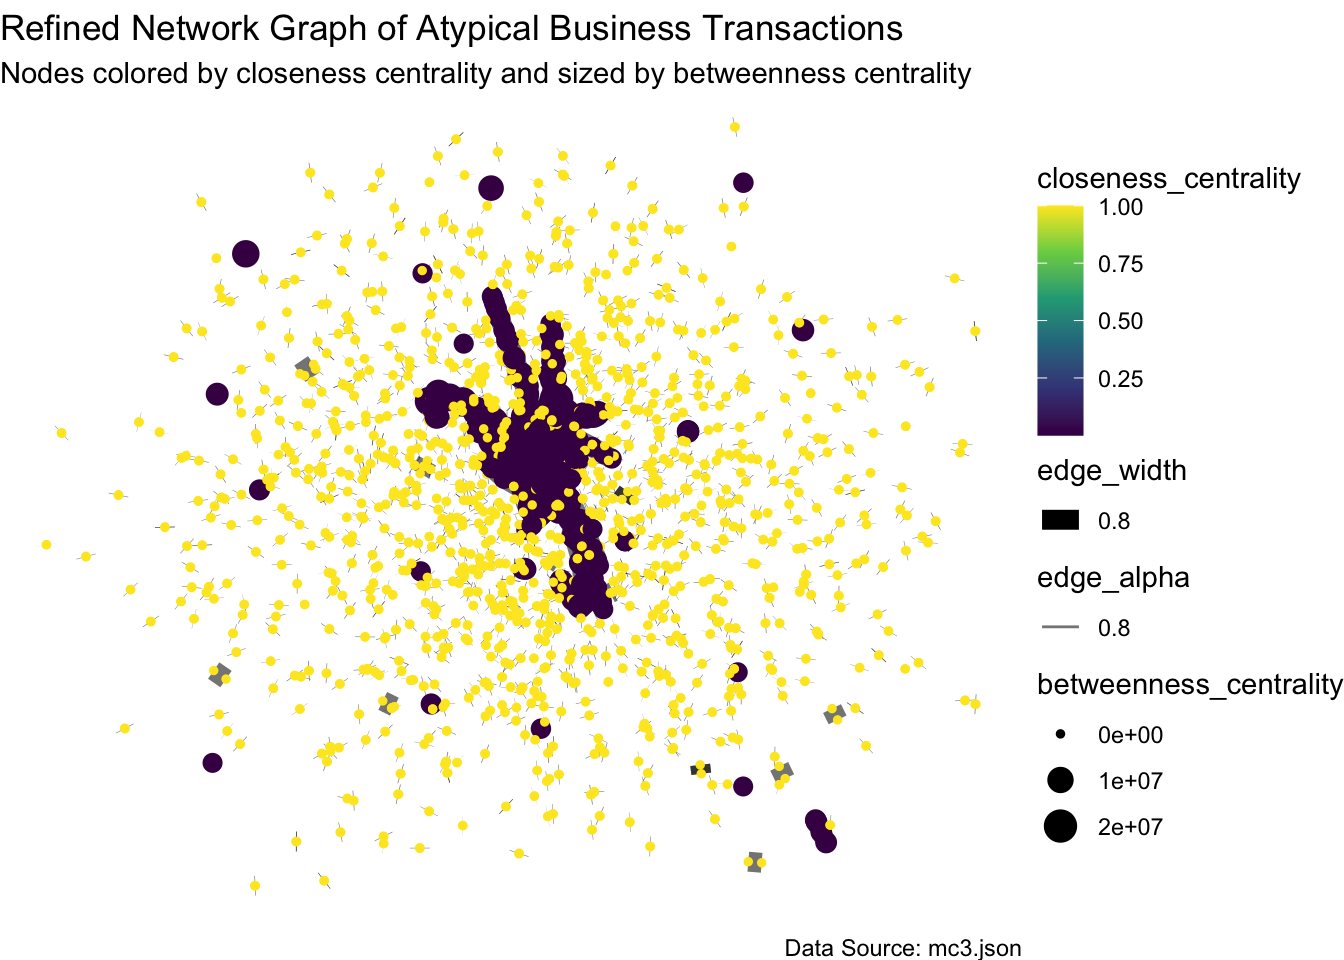 Refined Network Graph of Atypical Business Transactions
Nodes colored by closeness centrality and sized by betweenness centrality
closeness_centrality
1.00
0.75
0.50
0.25
edge_width
0.8
edge_alpha
0.8
betweenness_centrality
0e+00
1e+07
2e+07
Data Source: mc3.json